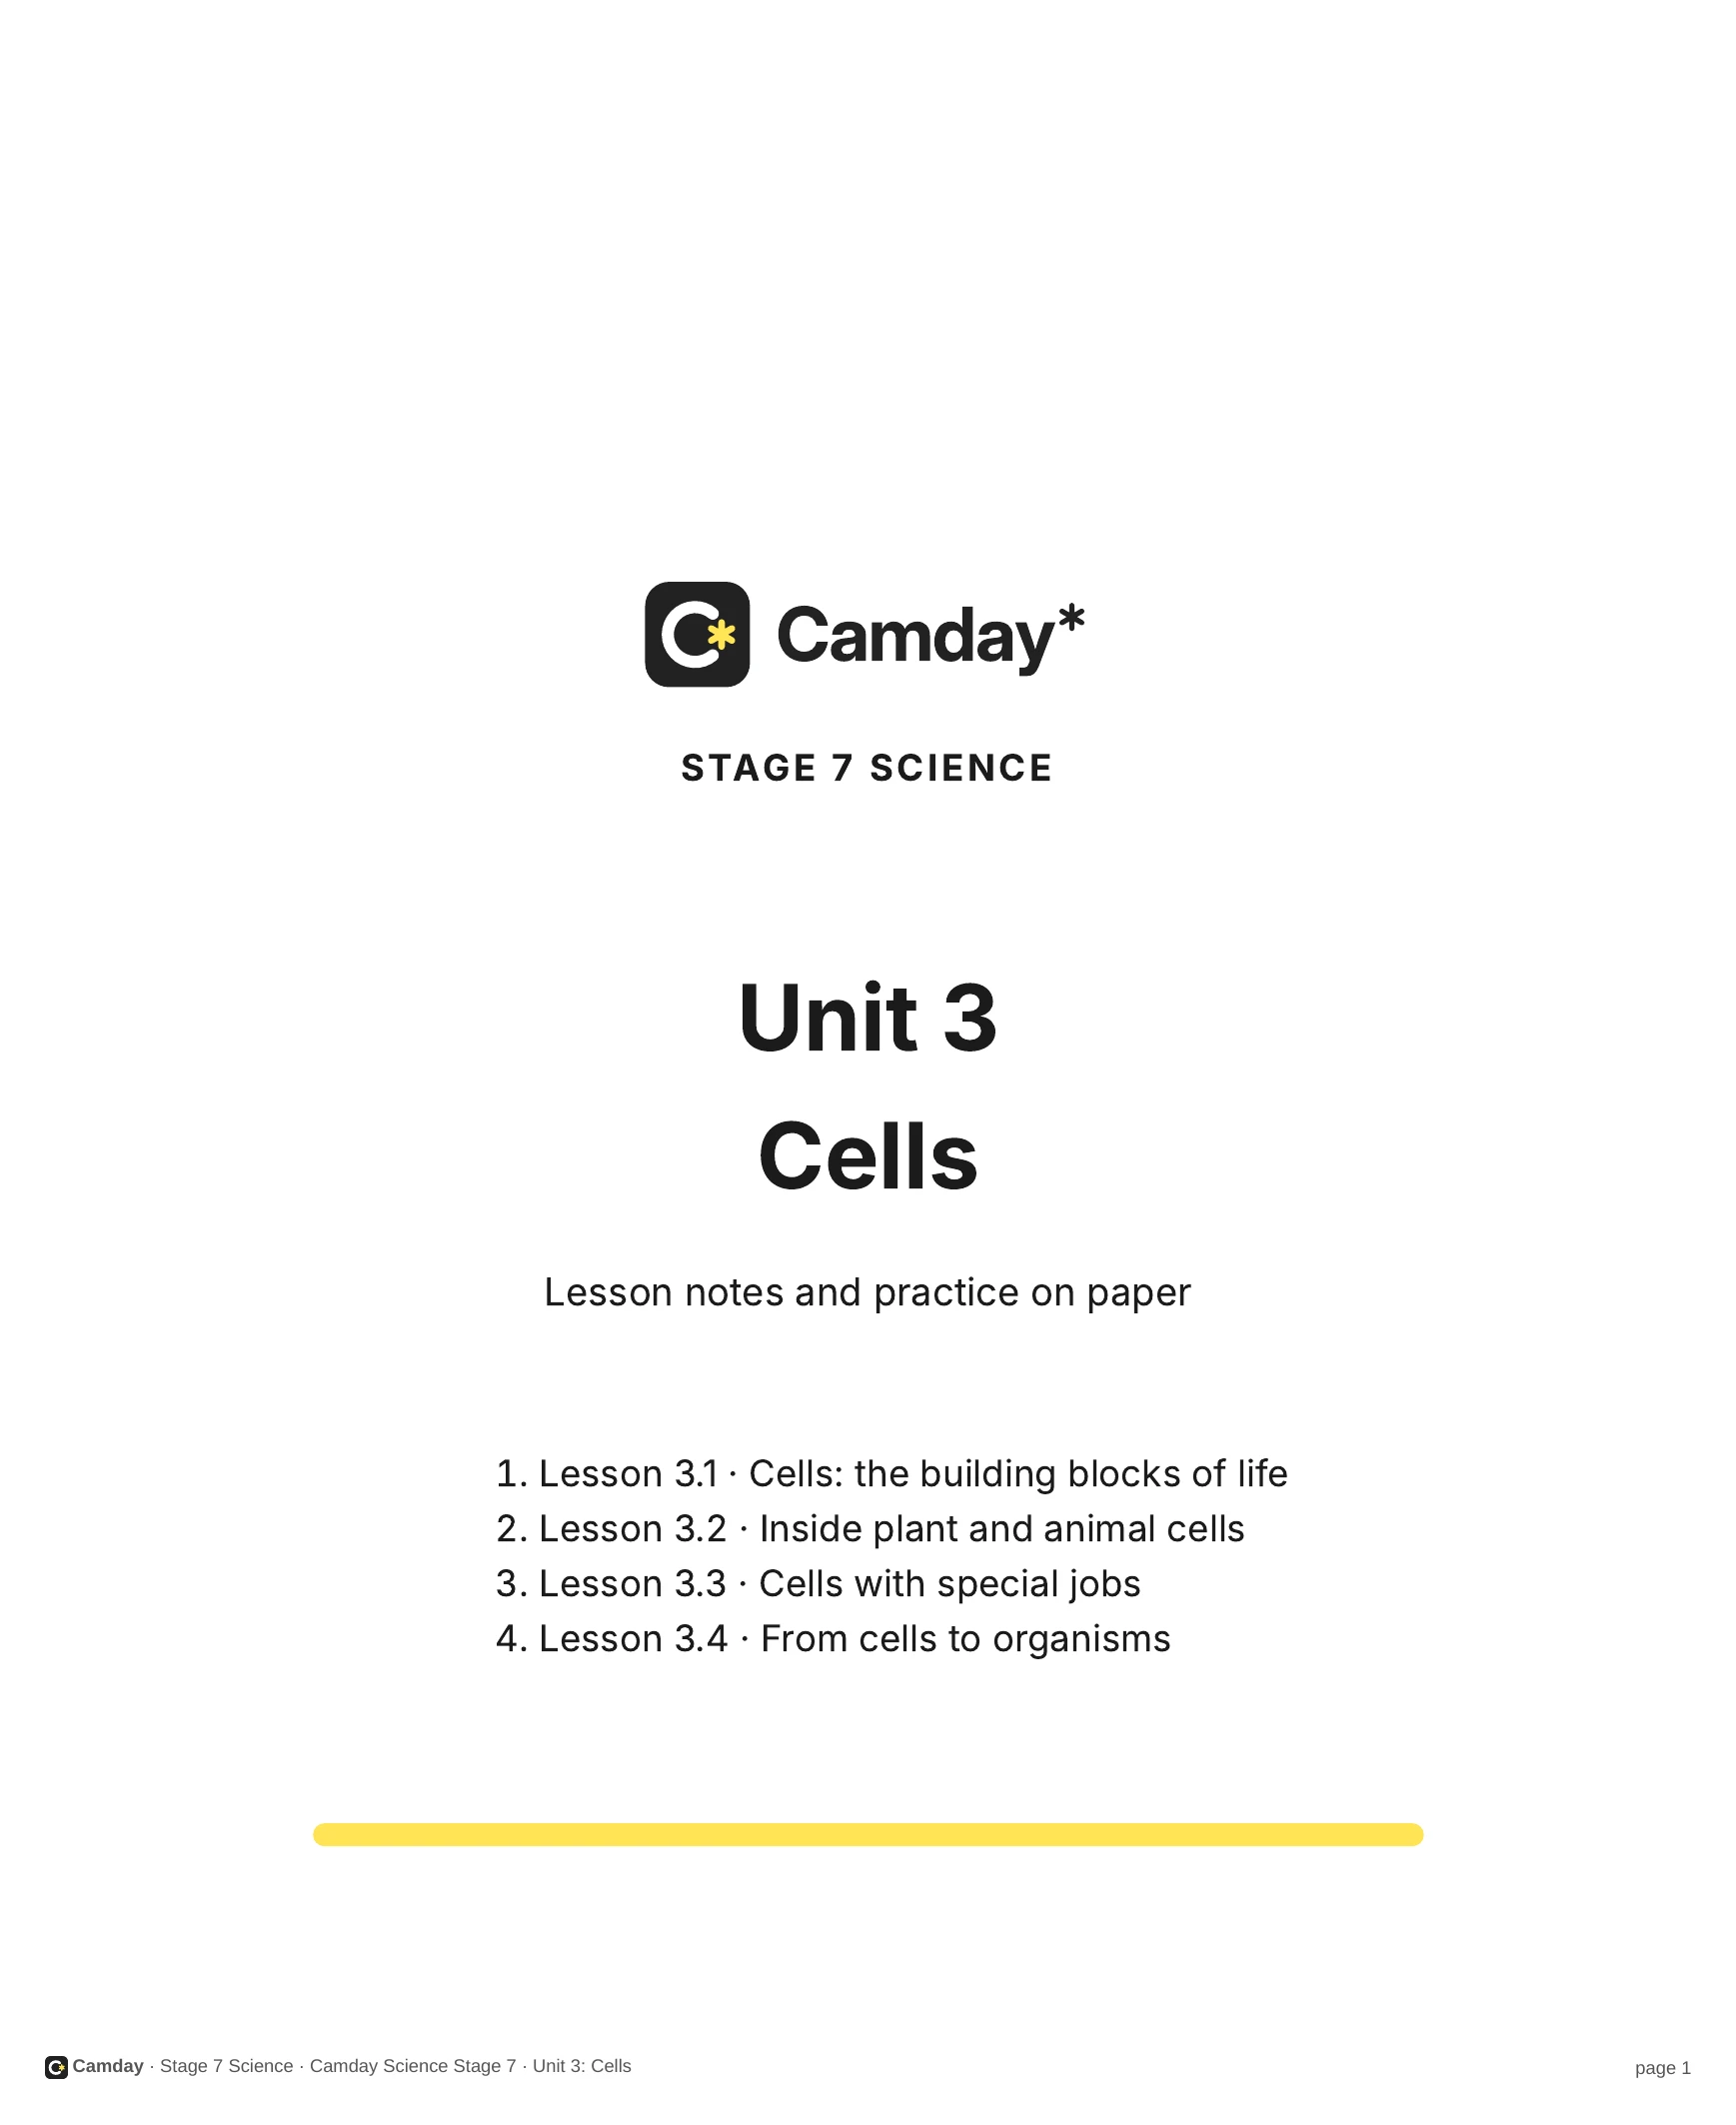 Camday*
STAGE 7 SCIENCE
Unit 3
Cells
Lesson notes and practice on paper
1. Lesson 3.1 · Cells: the building blocks of life
2. Lesson 3.2 · Inside plant and animal cells
3. Lesson 3.3 · Cells with special jobs
4. Lesson 3.4 · From cells to organisms
Camday · Stage 7 Science · Camday Science Stage 7 · Unit 3: Cells
page 1